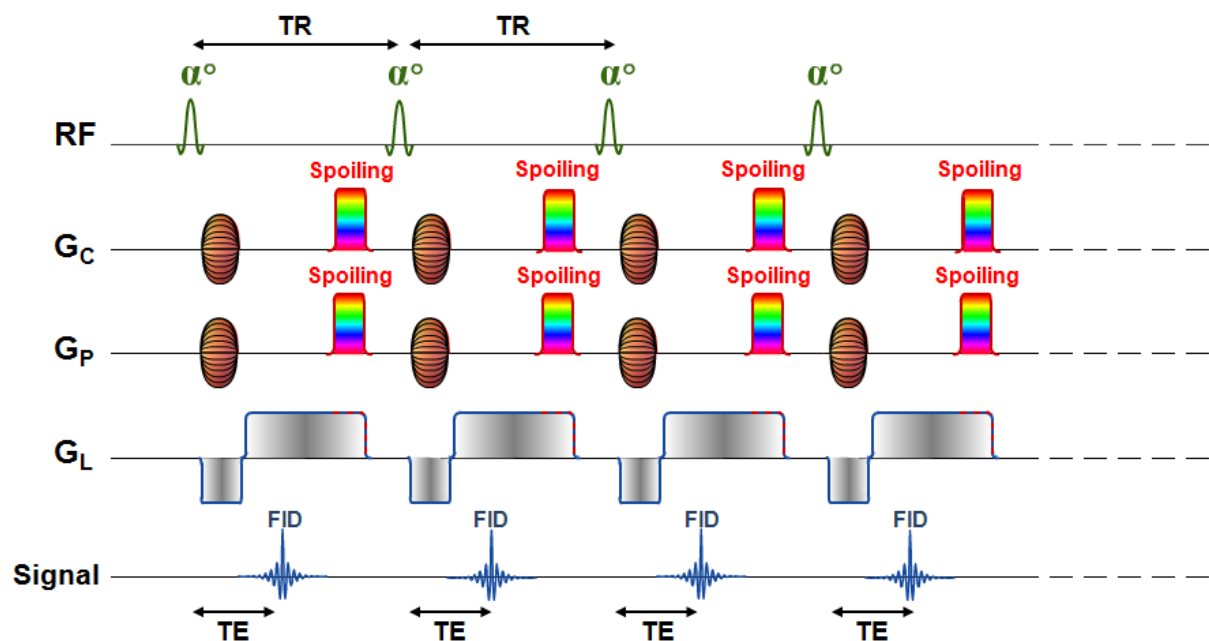 TR TR
α° α° α° α°
RF
Spoiling Spoiling Spoiling Spoiling
G_C
Spoiling Spoiling Spoiling Spoiling
G_P
G_L
FID FID FID FID
Signal
TE TE TE TE